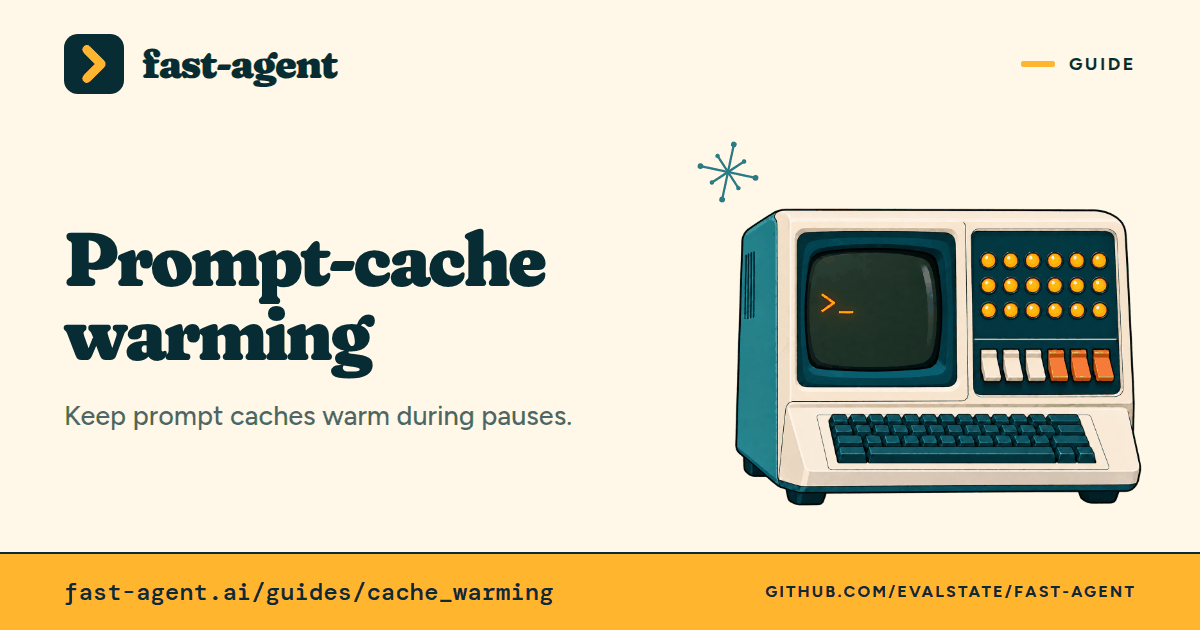 fast-agent
GUIDE
Prompt-cache
warming
Keep prompt caches warm during pauses.
>_
fast-agent.ai/guides/cache_warming
GITHUB.COM/EVALSTATE/FAST-AGENT